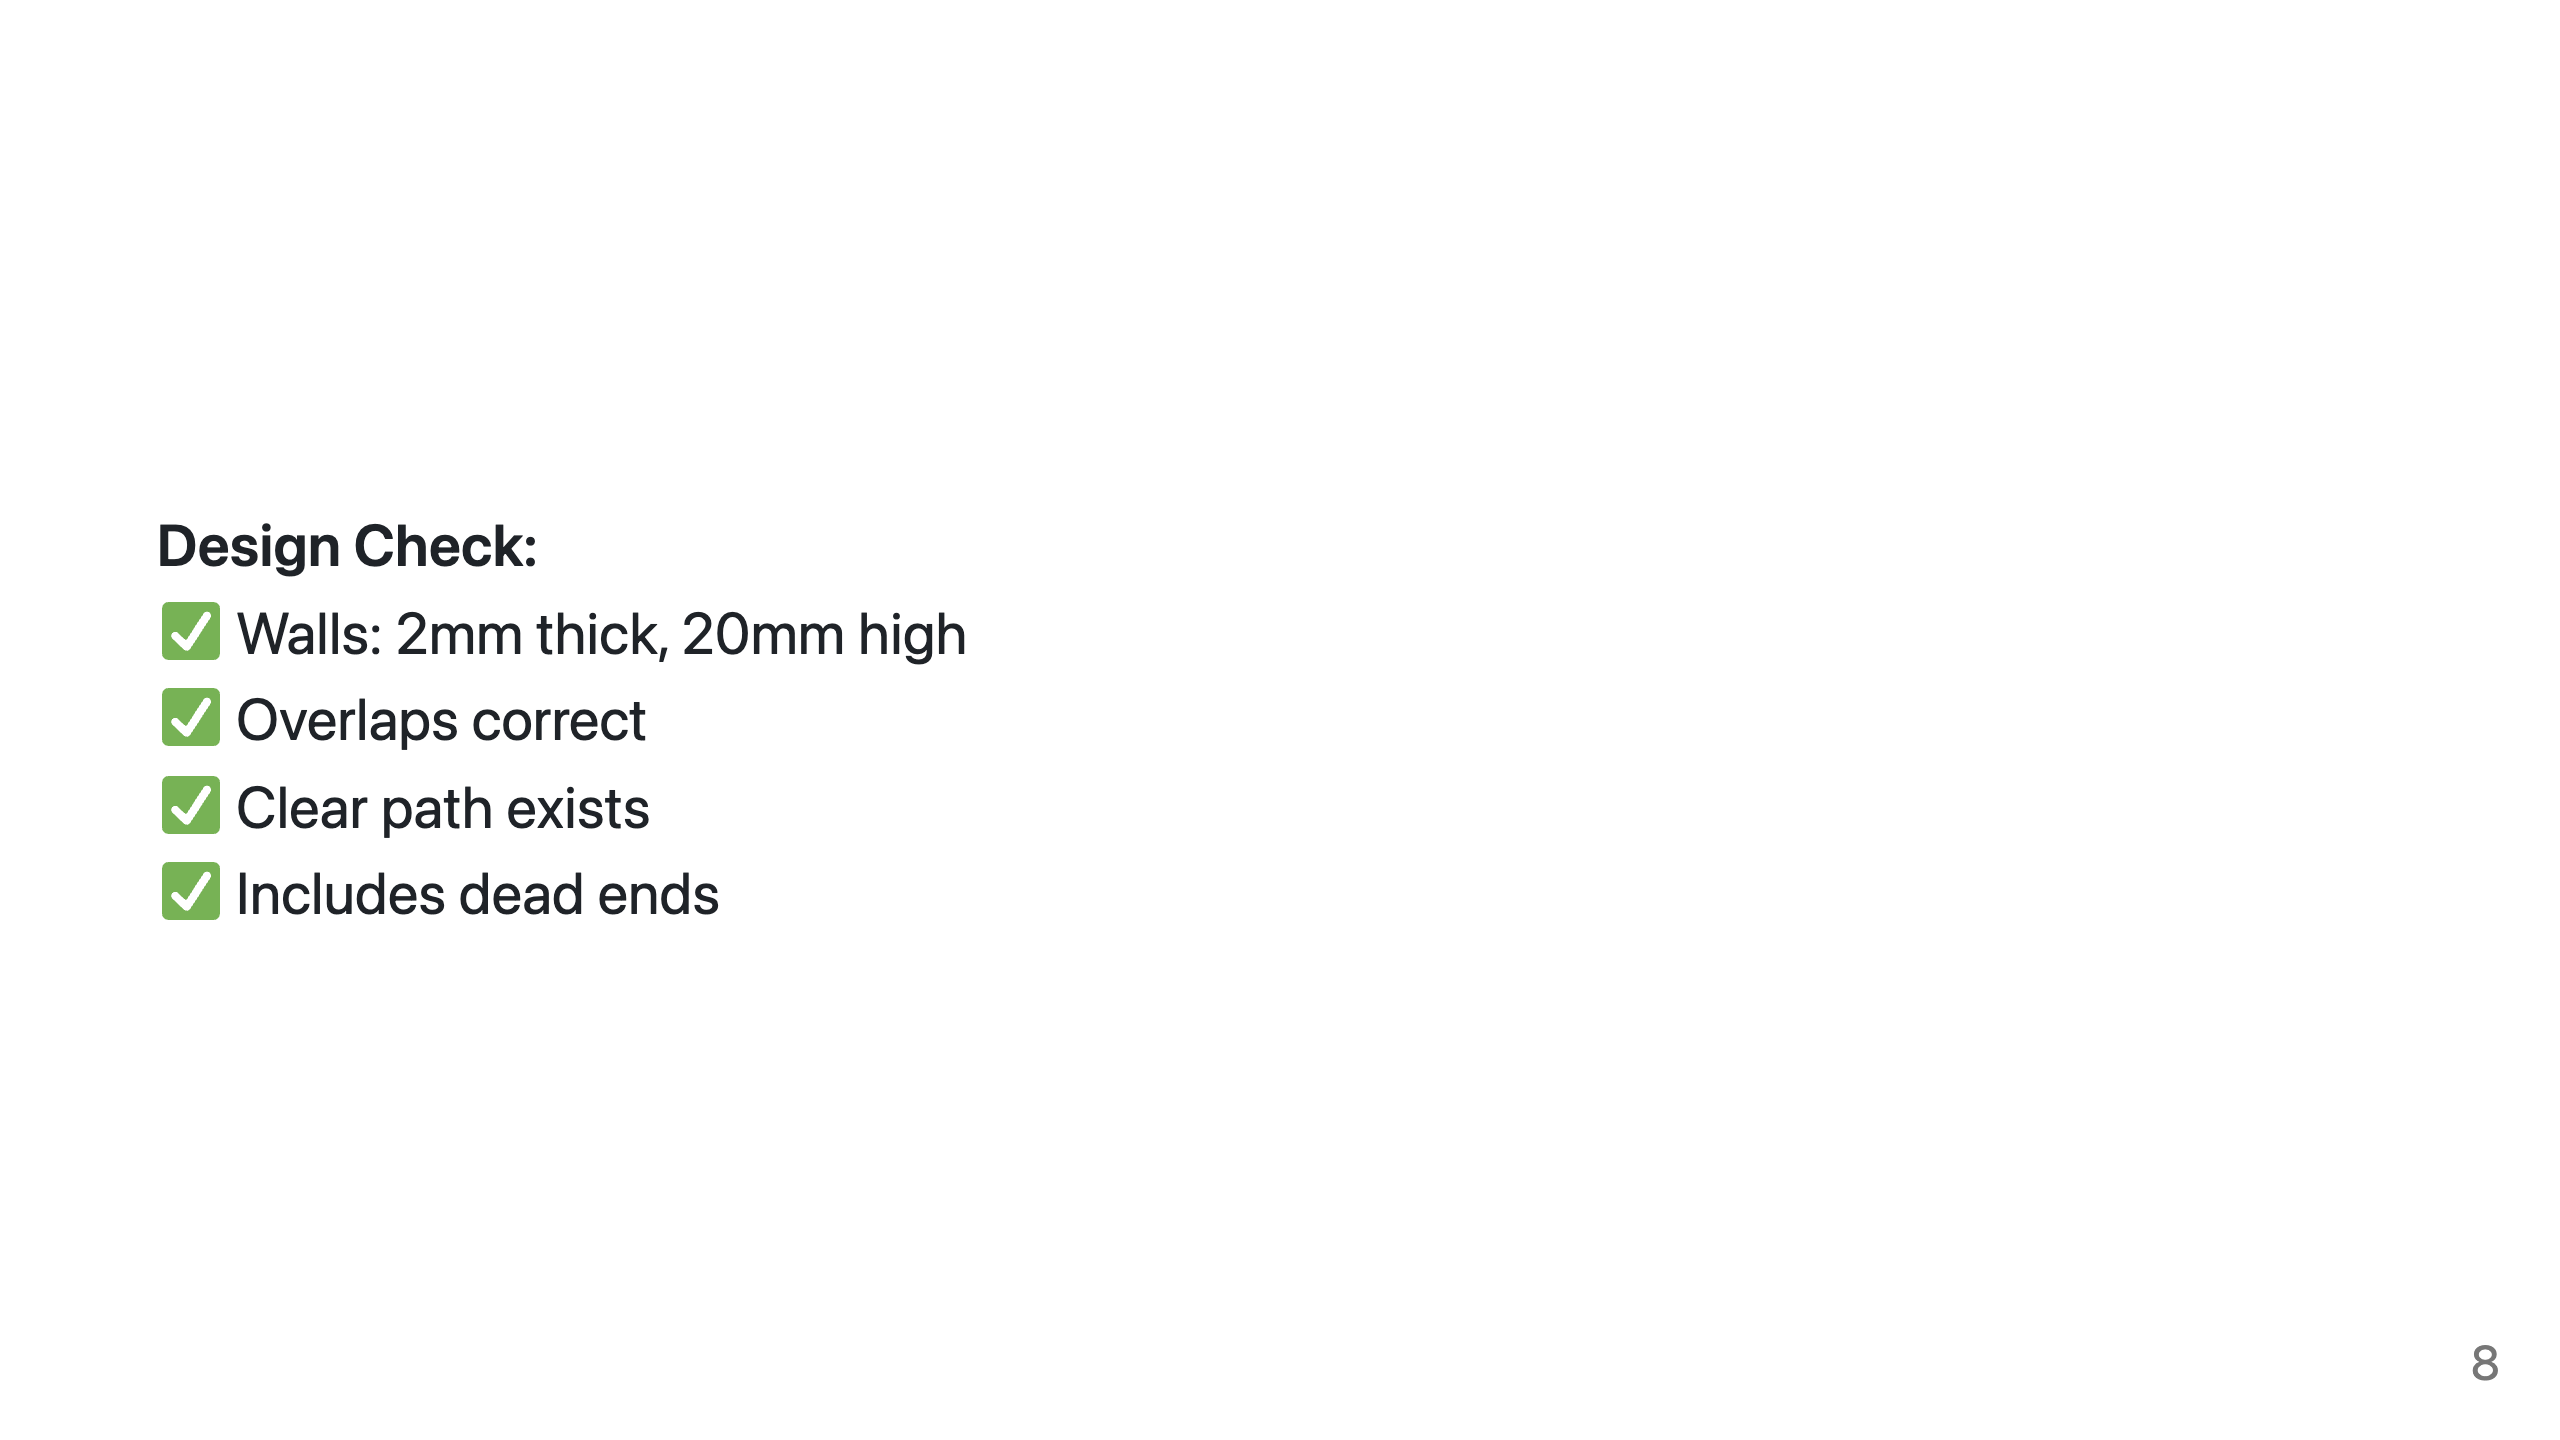 Design Check:
✅ Walls: 2mm thick, 20mm high
✅ Overlaps correct
✅ Clear path exists
✅ Includes dead ends
8